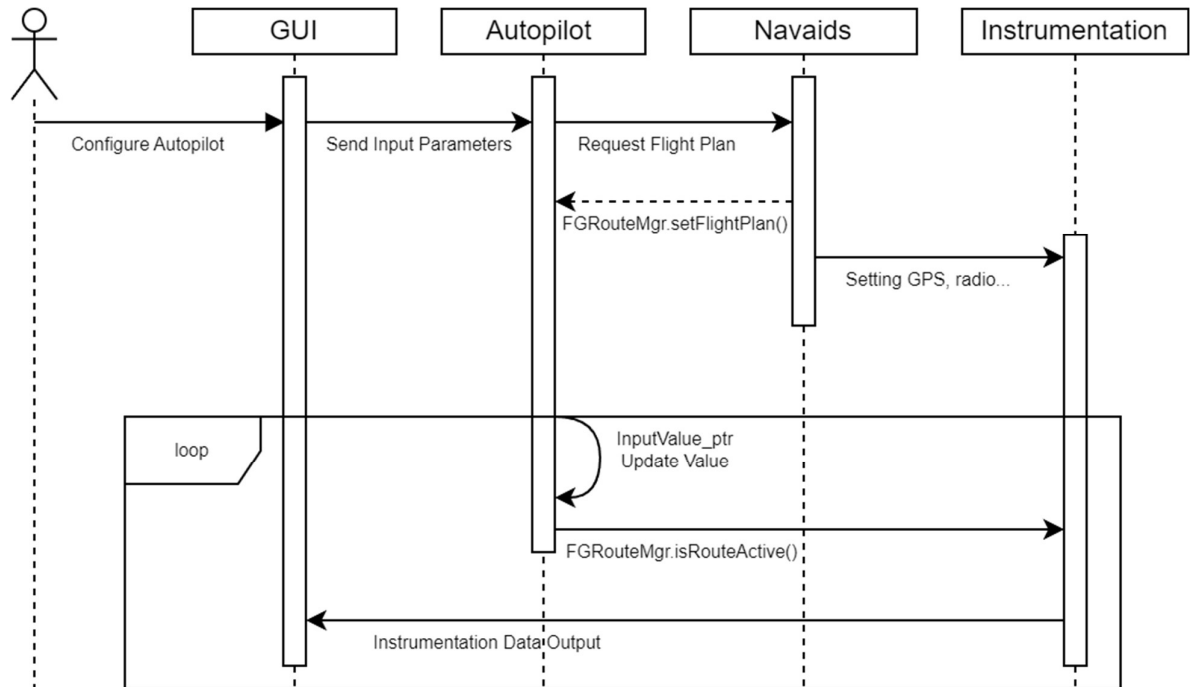 GUI
Autopilot
Navaids
Instrumentation
Configure Autopilot
Send Input Parameters
Request Flight Plan
FGRouteMgr.setFlightPlan()
Setting GPS, radio...
loop
InputValue_ptr
Update Value
FGRouteMgr.isRouteActive()
Instrumentation Data Output